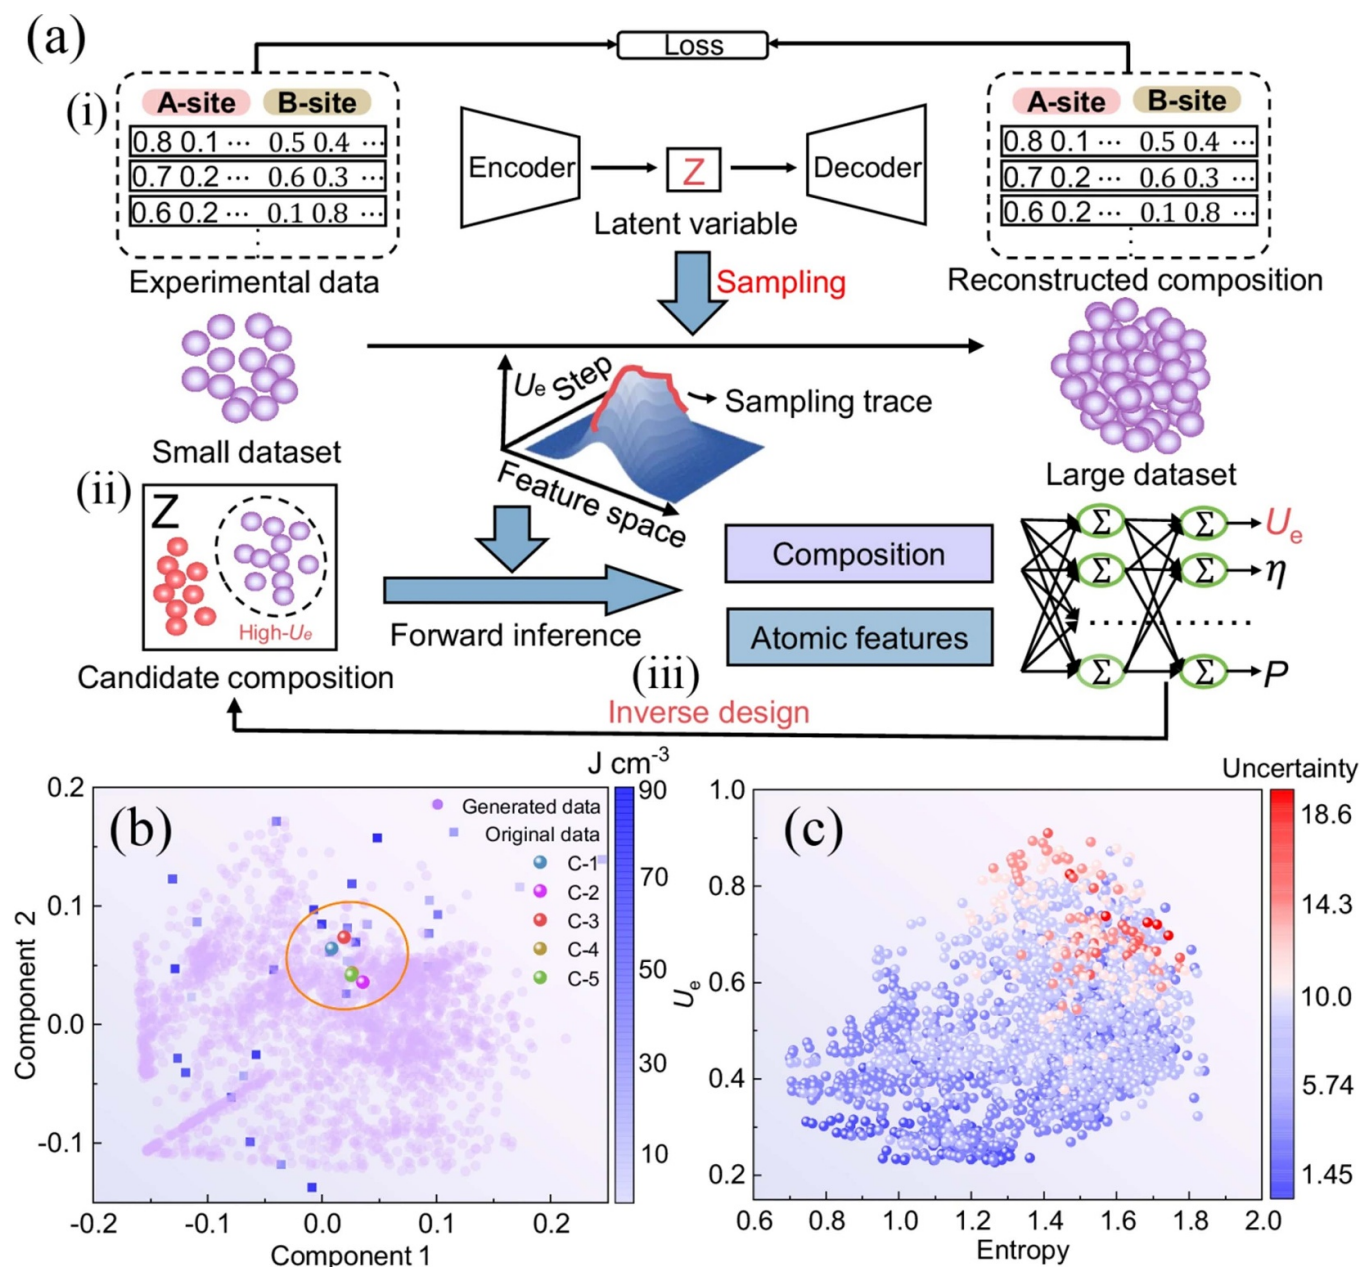 (a)
Loss
(i)
A-site B-site
0.8 0.1 ··· 0.5 0.4 ···
0.7 0.2 ··· 0.6 0.3 ···
0.6 0.2 ··· 0.1 0.8 ···
Experimental data
Encoder
Z
Decoder
Latent variable
Sampling
A-site B-site
0.8 0.1 ··· 0.5 0.4 ···
0.7 0.2 ··· 0.6 0.3 ···
0.6 0.2 ··· 0.1 0.8 ···
Reconstructed composition
Small dataset
Ue
Step
Sampling trace
Feature space
Large dataset
(ii)
Z
High-Ue
Candidate composition
Forward inference
(iii)
Composition
Atomic features
Σ Σ Ue
Σ Σ η
Σ Σ P
Inverse design
(b)
J cm-3
Generated data
Original data
C-1
C-2
C-3
C-4
C-5
90
70
50
30
10
0.2
0.1
0.0
-0.1
Component 2
-0.2 -0.1 0.0 0.1 0.2
Component 1
(c)
Uncertainty
18.6
14.3
10.0
5.74
1.45
1.0
0.8
0.6
0.4
0.2
Ue
0.6 0.8 1.0 1.2 1.4 1.6 1.8 2.0
Entropy